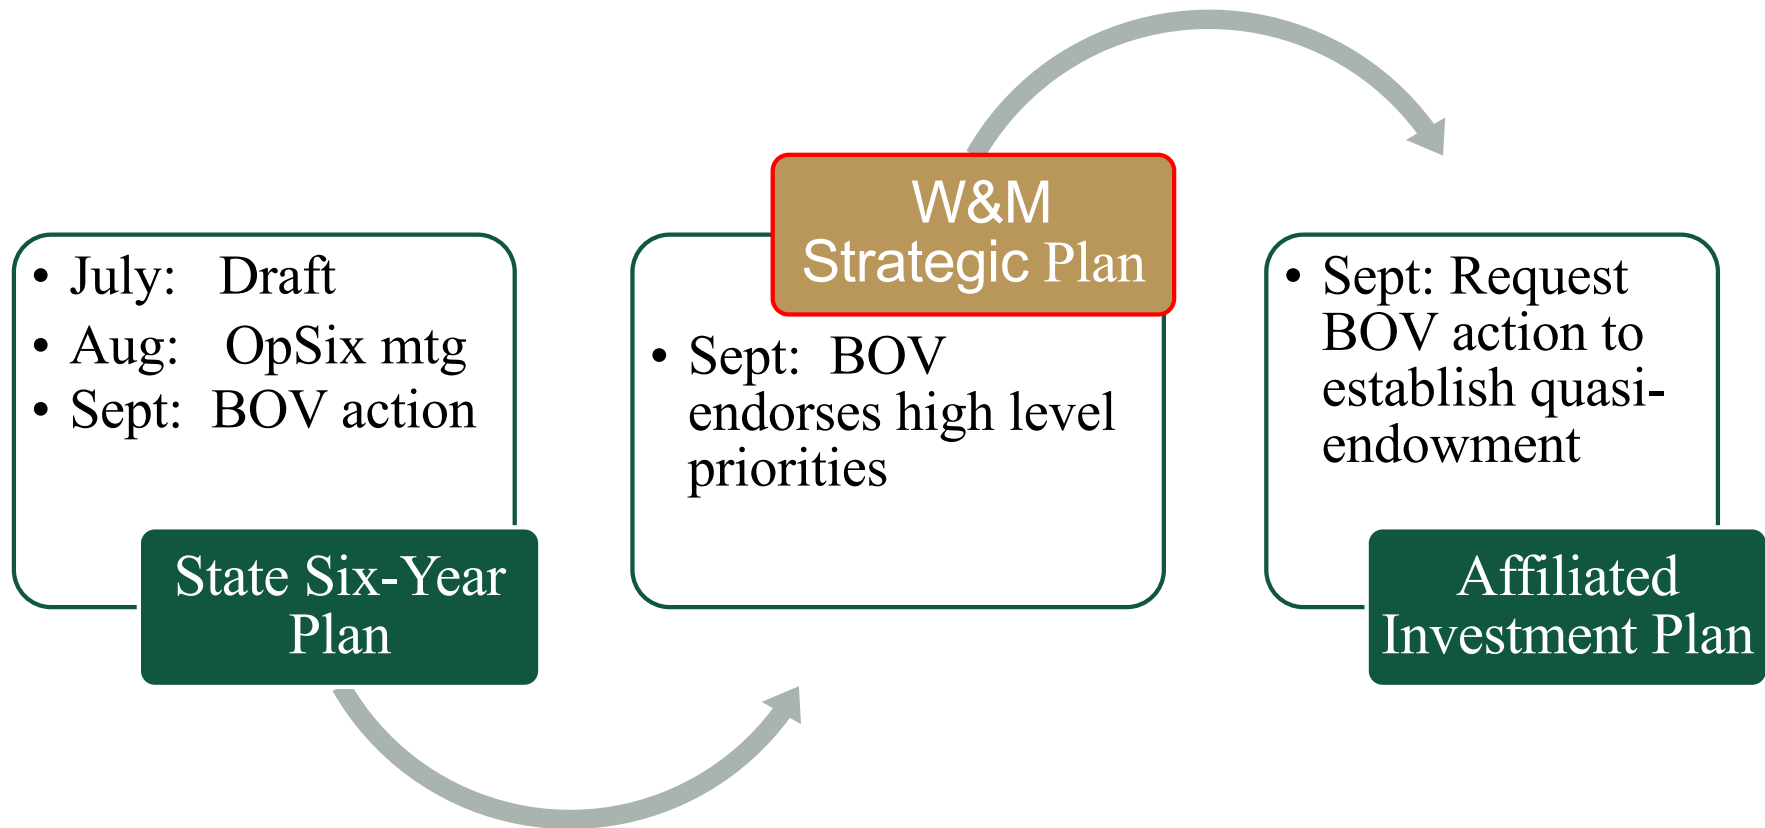 • July: Draft
• Aug: OpSix mtg
• Sept: BOV action
State Six-Year
Plan
W&M
Strategic Plan
• Sept: BOV
endorses high level
priorities
• Sept: Request
BOV action to
establish quasi-
endowment
Affiliated
Investment Plan